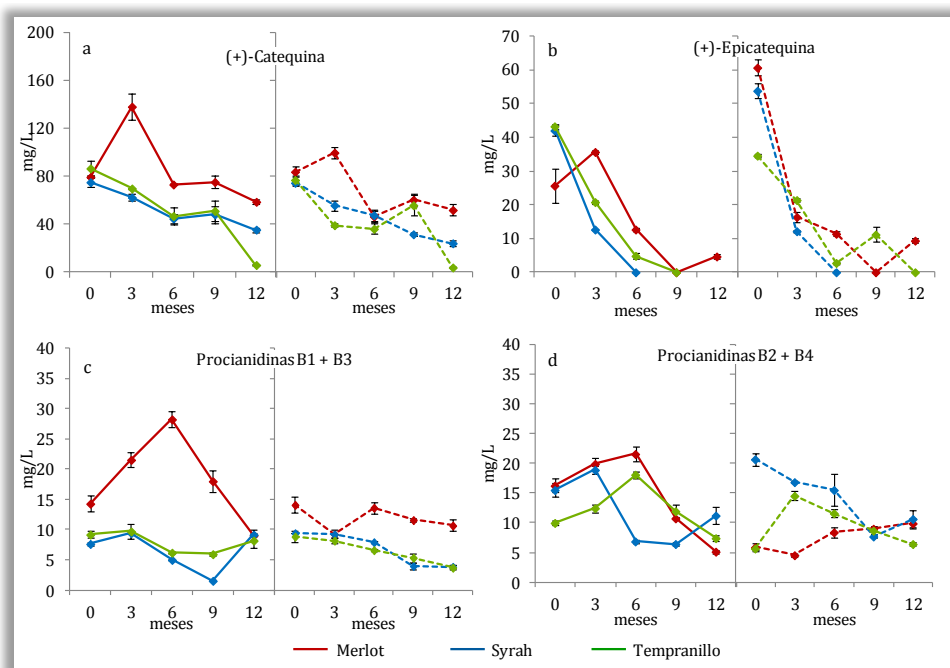 a
(+)-Catequina
200
160
120
80
40
0
mg/L
0 3 6 9 12 0 3 6 9 12
meses meses
b
(+)-Epicatequina
70
60
50
40
30
20
10
0
mg/L
0 3 6 9 12 0 3 6 9 12
meses meses
c
Procianidinas B1 + B3
40
35
30
25
20
15
10
5
0
mg/L
0 3 6 9 12 0 3 6 9 12
meses meses
d
Procianidinas B2 + B4
40
35
30
25
20
15
10
5
0
mg/L
0 3 6 9 12 0 3 6 9 12
meses meses
Merlot Syrah Tempranillo